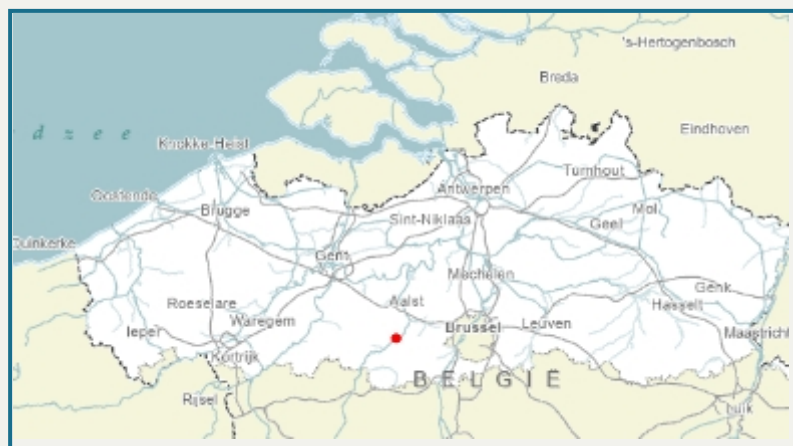 's-Hertogenbosch
Breda
dzee
Eindhoven
Knokke-Heist
Turnhout
Antwerpen
Oostende
Mol
Brugge
Sint-Niklaas
Geel
Duinkerke
Gent
Mechelen
Genk
Roeselare
Aalst
Hasselt
Waregem
Brussel
Leuven
Ieper
Maastricht
Kortrijk
BELGIË
Rijsel
Luik